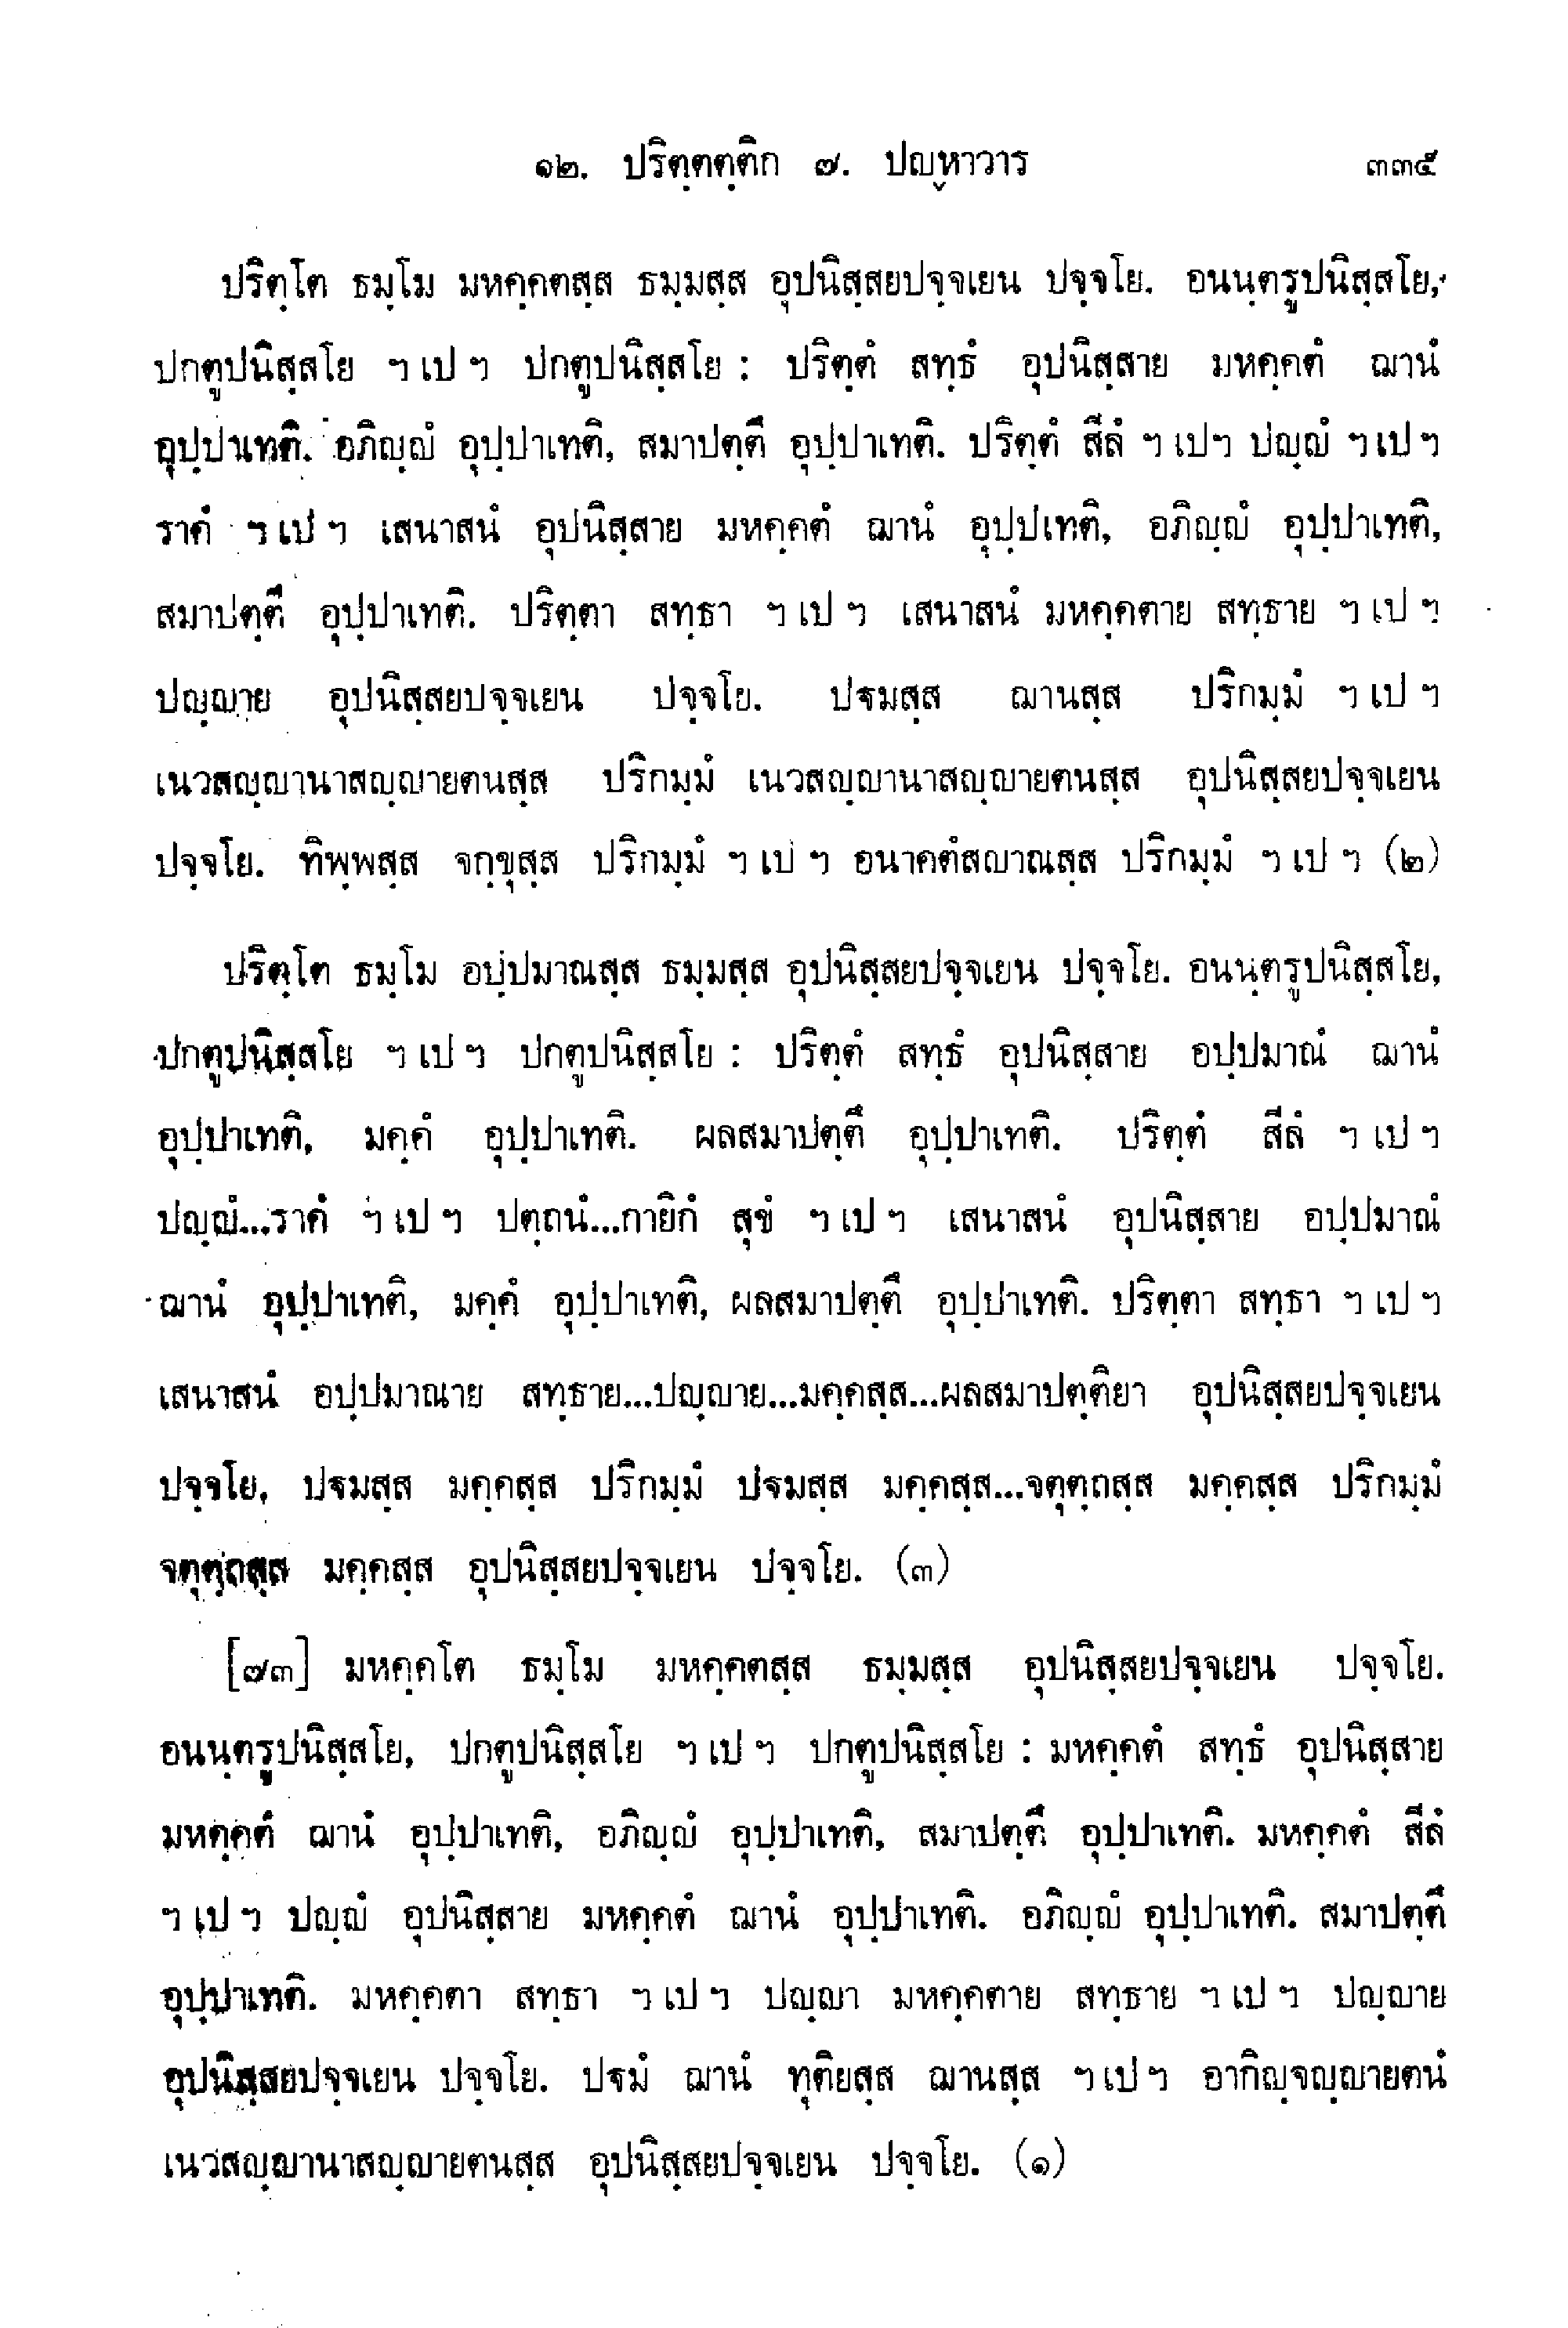 ๑๒. ปริตฺตตฺติก ๗. ปญฺหาวาร ๓๓๕
ปริตฺโต ธมฺโม มหคฺคตสฺส ธมฺมสฺส อุปนิสฺสยปจฺจเยน ปจฺจโย. อนนฺตรูปนิสฺสโย,
ปกตูปนิสฺสโย ฯ เป ฯ ปกตูปนิสฺสโย : ปริตฺตํ สทฺธํ อุปนิสฺสาย มหคฺคตํ ฌานํ
อุปฺปาเทติ. อภิญฺญํ อุปฺปาเทติ, สมาปตฺตึ อุปฺปาเทติ. ปริตฺตํ สีลํ ฯ เป ฯ ปญฺญํ ฯ เป ฯ
ราคํ ฯ เป ฯ เสนาสนํ อุปนิสฺสาย มหคฺคตํ ฌานํ อุปฺปเทติ, อภิญฺญํ อุปฺปาเทติ,
สมาปตฺตึ อุปฺปาเทติ. ปริตฺตา สทฺธา ฯ เป ฯ เสนาสนํ มหคฺคตาย สทฺธาย ฯ เป ฯ
ปญฺญาย อุปนิสฺสยปจฺจเยน ปจฺจโย. ปฐมสฺส ฌานสฺส ปริกมฺมํ ฯ เป ฯ
เนวสญฺญานาสญฺญายตนสฺส ปริกมฺมํ เนวสญฺญานาสญฺญายตนสฺส อุปนิสฺสยปจฺจเยน
ปจฺจโย. ทิพฺพสฺส จกฺขุสฺส ปริกมฺมํ ฯ เป ฯ อนาคตํสญาณสฺส ปริกมฺมํ ฯ เป ฯ (๒)
ปริตฺโต ธมฺโม อปฺปมาณสฺส ธมฺมสฺส อุปนิสฺสยปจฺจเยน ปจฺจโย. อนนฺตรูปนิสฺสโย,
ปกตูปนิสฺสโย ฯ เป ฯ ปกตูปนิสฺสโย : ปริตฺตํ สทฺธํ อุปนิสฺสาย อปฺปมาณํ ฌานํ
อุปฺปาเทติ, มคฺคํ อุปฺปาเทติ. ผลสมาปตฺตึ อุปฺปาเทติ. ปริตฺตํ สีลํ ฯ เป ฯ
ปญฺญํ...ราคํ ฯ เป ฯ ปตฺถนํ...กายิกํ สุขํ ฯ เป ฯ เสนาสนํ อุปนิสฺสาย อปฺปมาณํ
ฌานํ อุปฺปาเทติ, มคฺคํ อุปฺปาเทติ, ผลสมาปตฺตึ อุปฺปาเทติ. ปริตฺตา สทฺธา ฯ เป ฯ
เสนาสนํ อปฺปมาณาย สทฺธาย...ปญฺญาย...มคฺคสฺส...ผลสมาปตฺติยา อุปนิสฺสยปจฺจเยน
ปจฺจโย, ปฐมสฺส มคฺคสฺส ปริกมฺมํ ปฐมสฺส มคฺคสฺส...จตุตฺถสฺส มคฺคสฺส ปริกมฺมํ
จตุตฺถสฺส มคฺคสฺส อุปนิสฺสยปจฺจเยน ปจฺจโย. (๓)
[๗๓] มหคฺคโต ธมฺโม มหคฺคตสฺส ธมฺมสฺส อุปนิสฺสยปจฺจเยน ปจฺจโย.
อนนฺตรูปนิสฺสโย, ปกตูปนิสฺสโย ฯ เป ฯ ปกตูปนิสฺสโย : มหคฺคตํ สทฺธํ อุปนิสฺสาย
มหคฺคตํ ฌานํ อุปฺปาเทติ, อภิญฺญํ อุปฺปาเทติ, สมาปตฺตึ อุปฺปาเทติ. มหคฺคตํ สีลํ
ฯ เป ฯ ปญฺญํ อุปนิสฺสาย มหคฺคตํ ฌานํ อุปฺปาเทติ. อภิญฺญํ อุปฺปาเทติ. สมาปตฺตึ
อุปฺปาเทติ. มหคฺคตา สทฺธา ฯ เป ฯ ปญฺญา มหคฺคตาย สทฺธาย ฯ เป ฯ ปญฺญาย
อุปนิสฺสยปจฺจเยน ปจฺจโย. ปฐมํ ฌานํ ทุติยสฺส ฌานสฺส ฯ เป ฯ อากิญฺจญฺญายตนํ
เนวสญฺญานาสญฺญายตนสฺส อุปนิสฺสยปจฺจเยน ปจฺจโย. (๑)